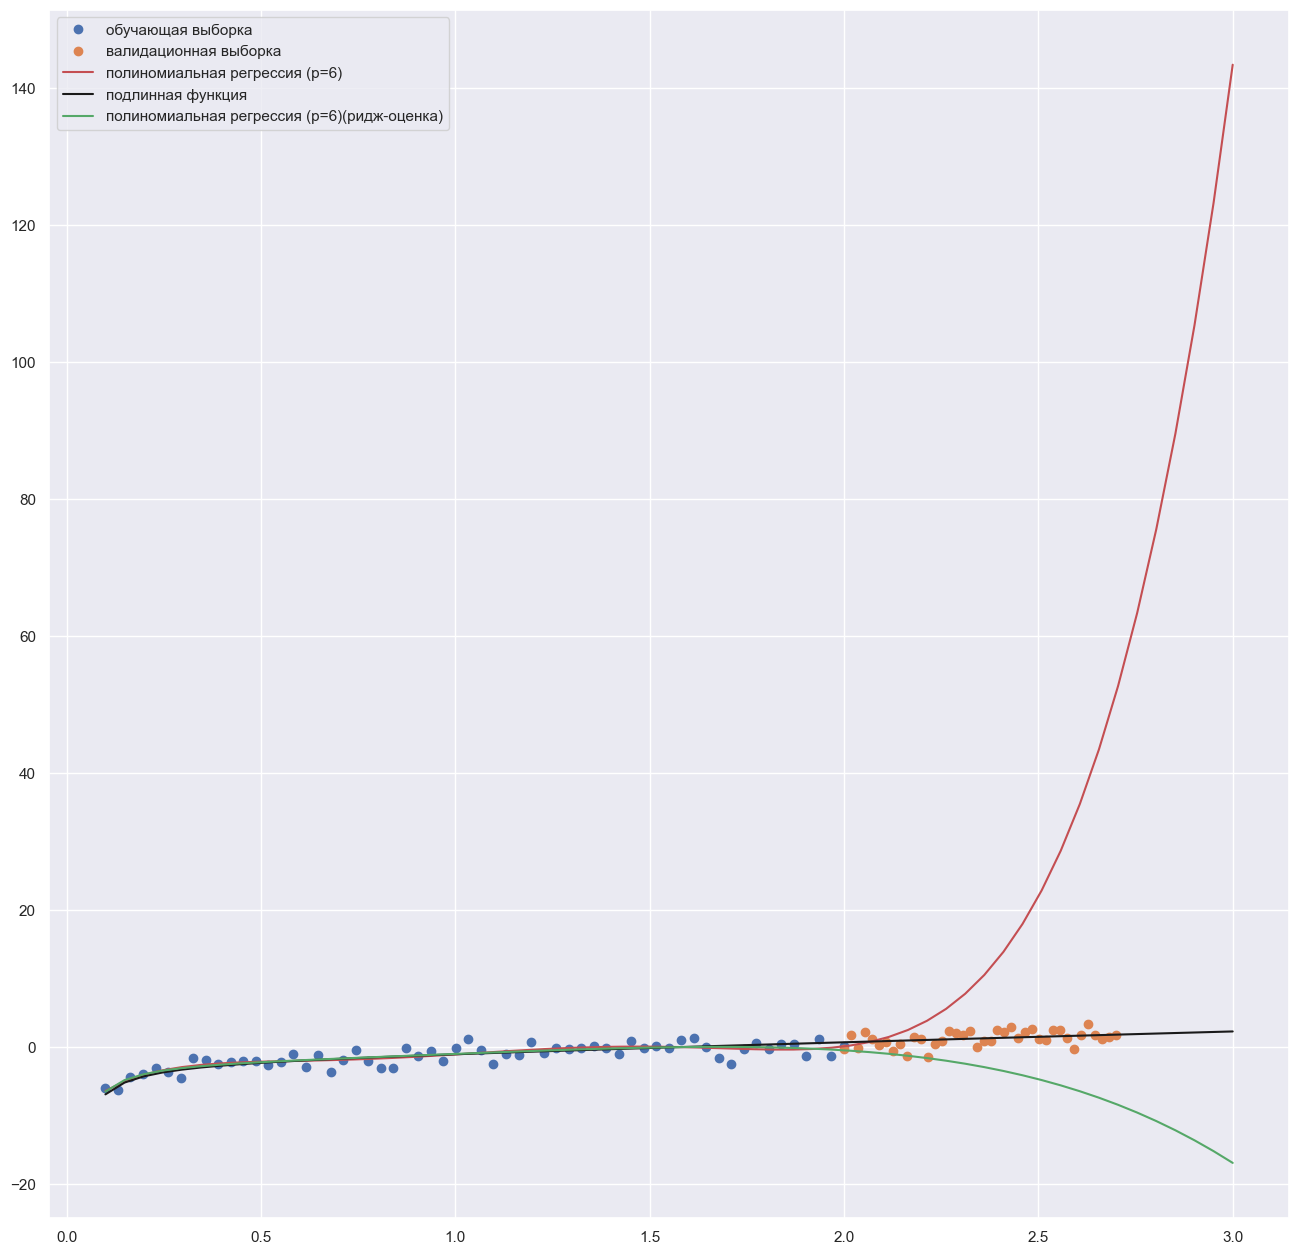 обучающая выборка
валидационная выборка
полиномиальная регрессия (p=6)
подлинная функция
полиномиальная регрессия (p=6)(ридж-оценка)
140
120
100
80
60
40
20
0
−20
0.0 0.5 1.0 1.5 2.0 2.5 3.0